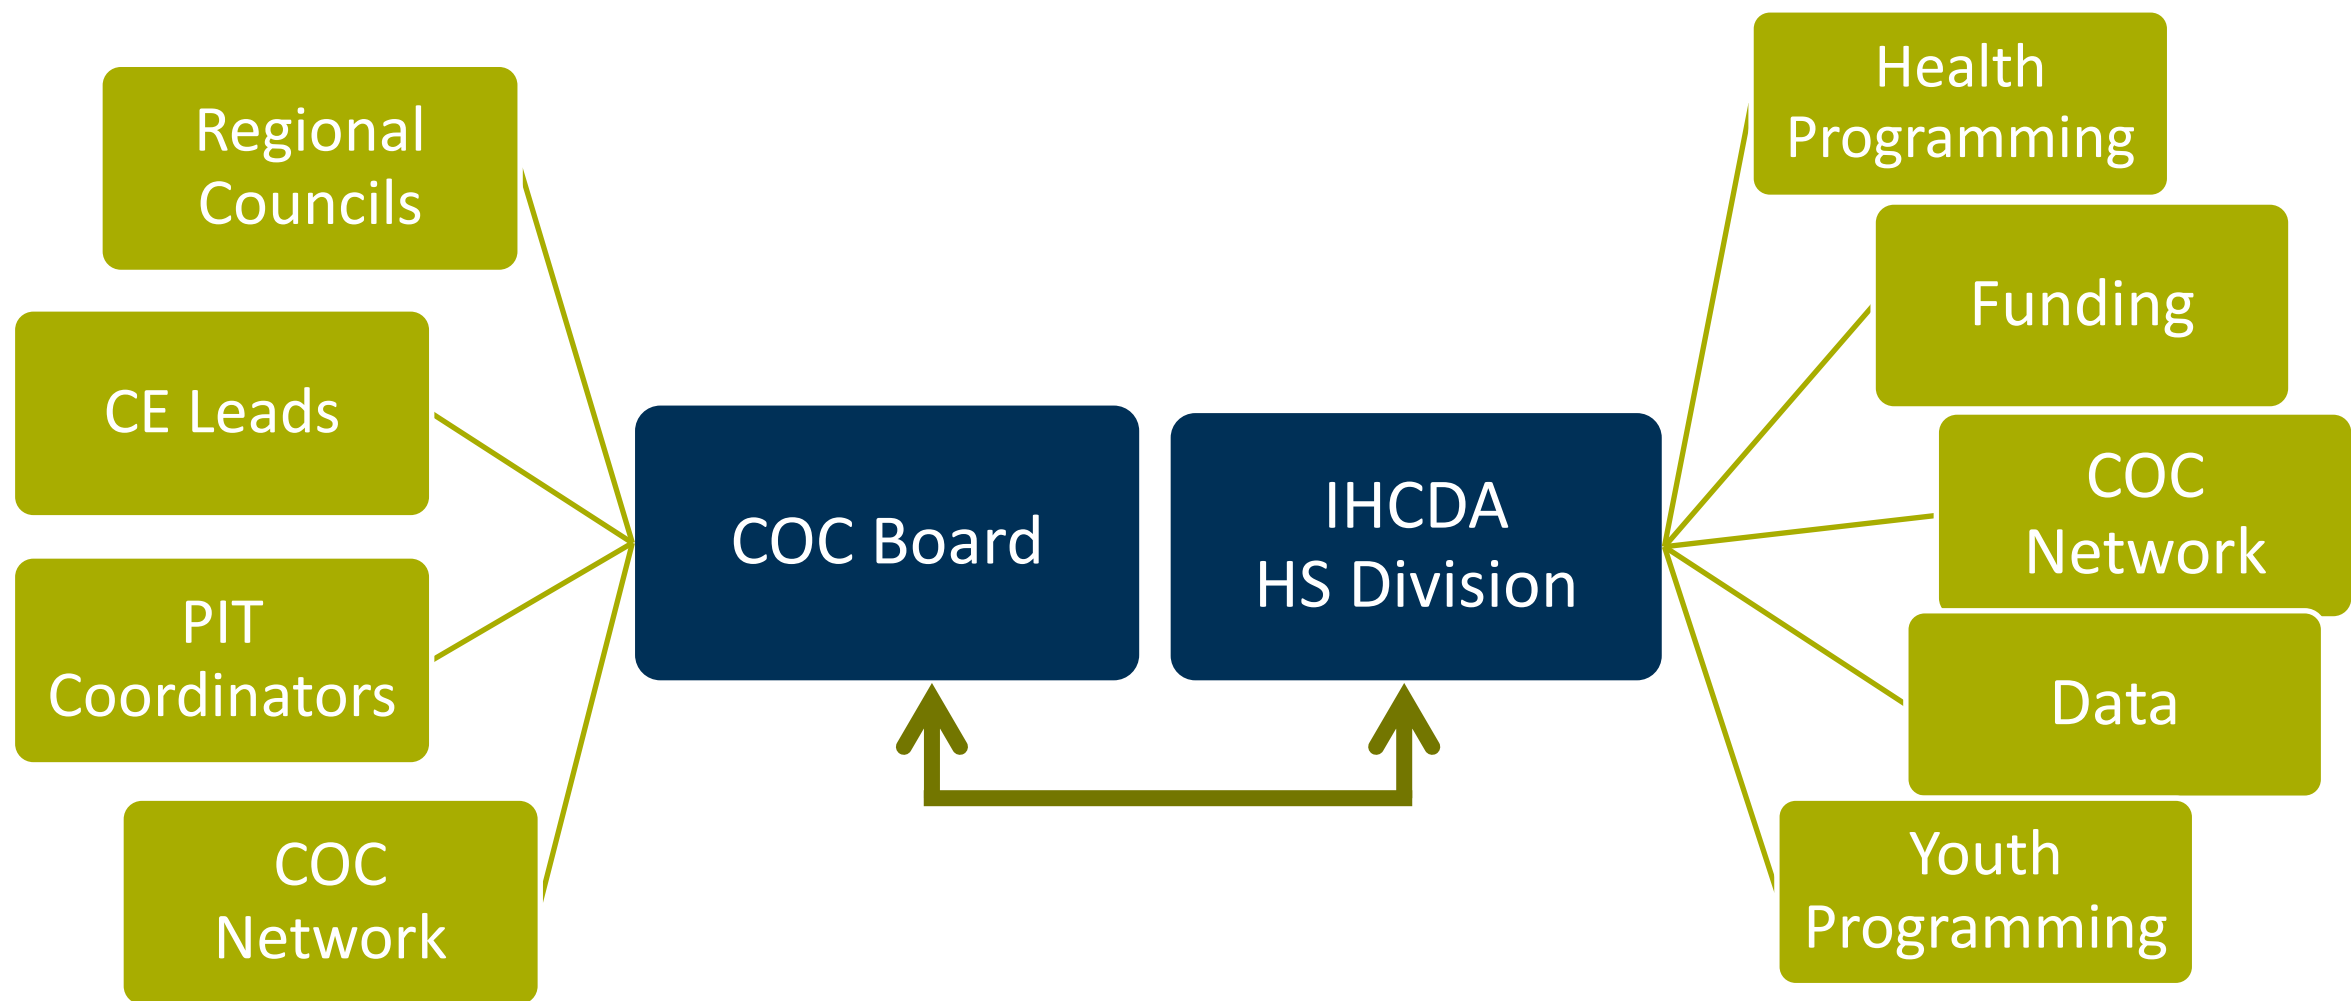 Regional
Councils
CE Leads
PIT
Coordinators
COC
Network
COC Board
IHCDA
HS Division
Health
Programming
Funding
COC
Network
Data
Youth
Programming